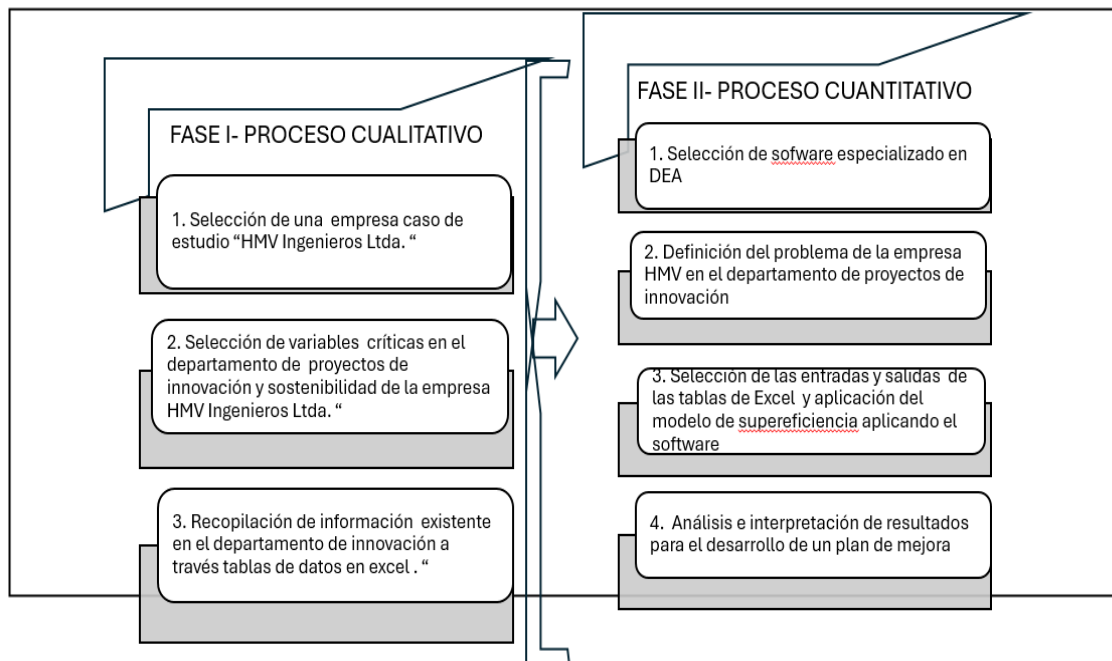 FASE I- PROCESO CUALITATIVO
1. Selección de una  empresa caso de
estudio “HMV Ingenieros Ltda. “
2. Selección de variables  críticas en el
departamento de  proyectos de
innovación y sostenibilidad de la empresa
HMV Ingenieros Ltda. “
3. Recopilación de información  existente
en el departamento de innovación a
través tablas de datos en excel . “
FASE II- PROCESO CUANTITATIVO
1. Selección de sofware especializado en
DEA
2. Definición del problema de la empresa
HMV en el departamento de proyectos de
innovación
3. Selección de las entradas y salidas  de
las tablas de Excel  y aplicación del
modelo de supereficiencia aplicando el
software
4.  Análisis e interpretación de resultados
para el desarrollo de un plan de mejora